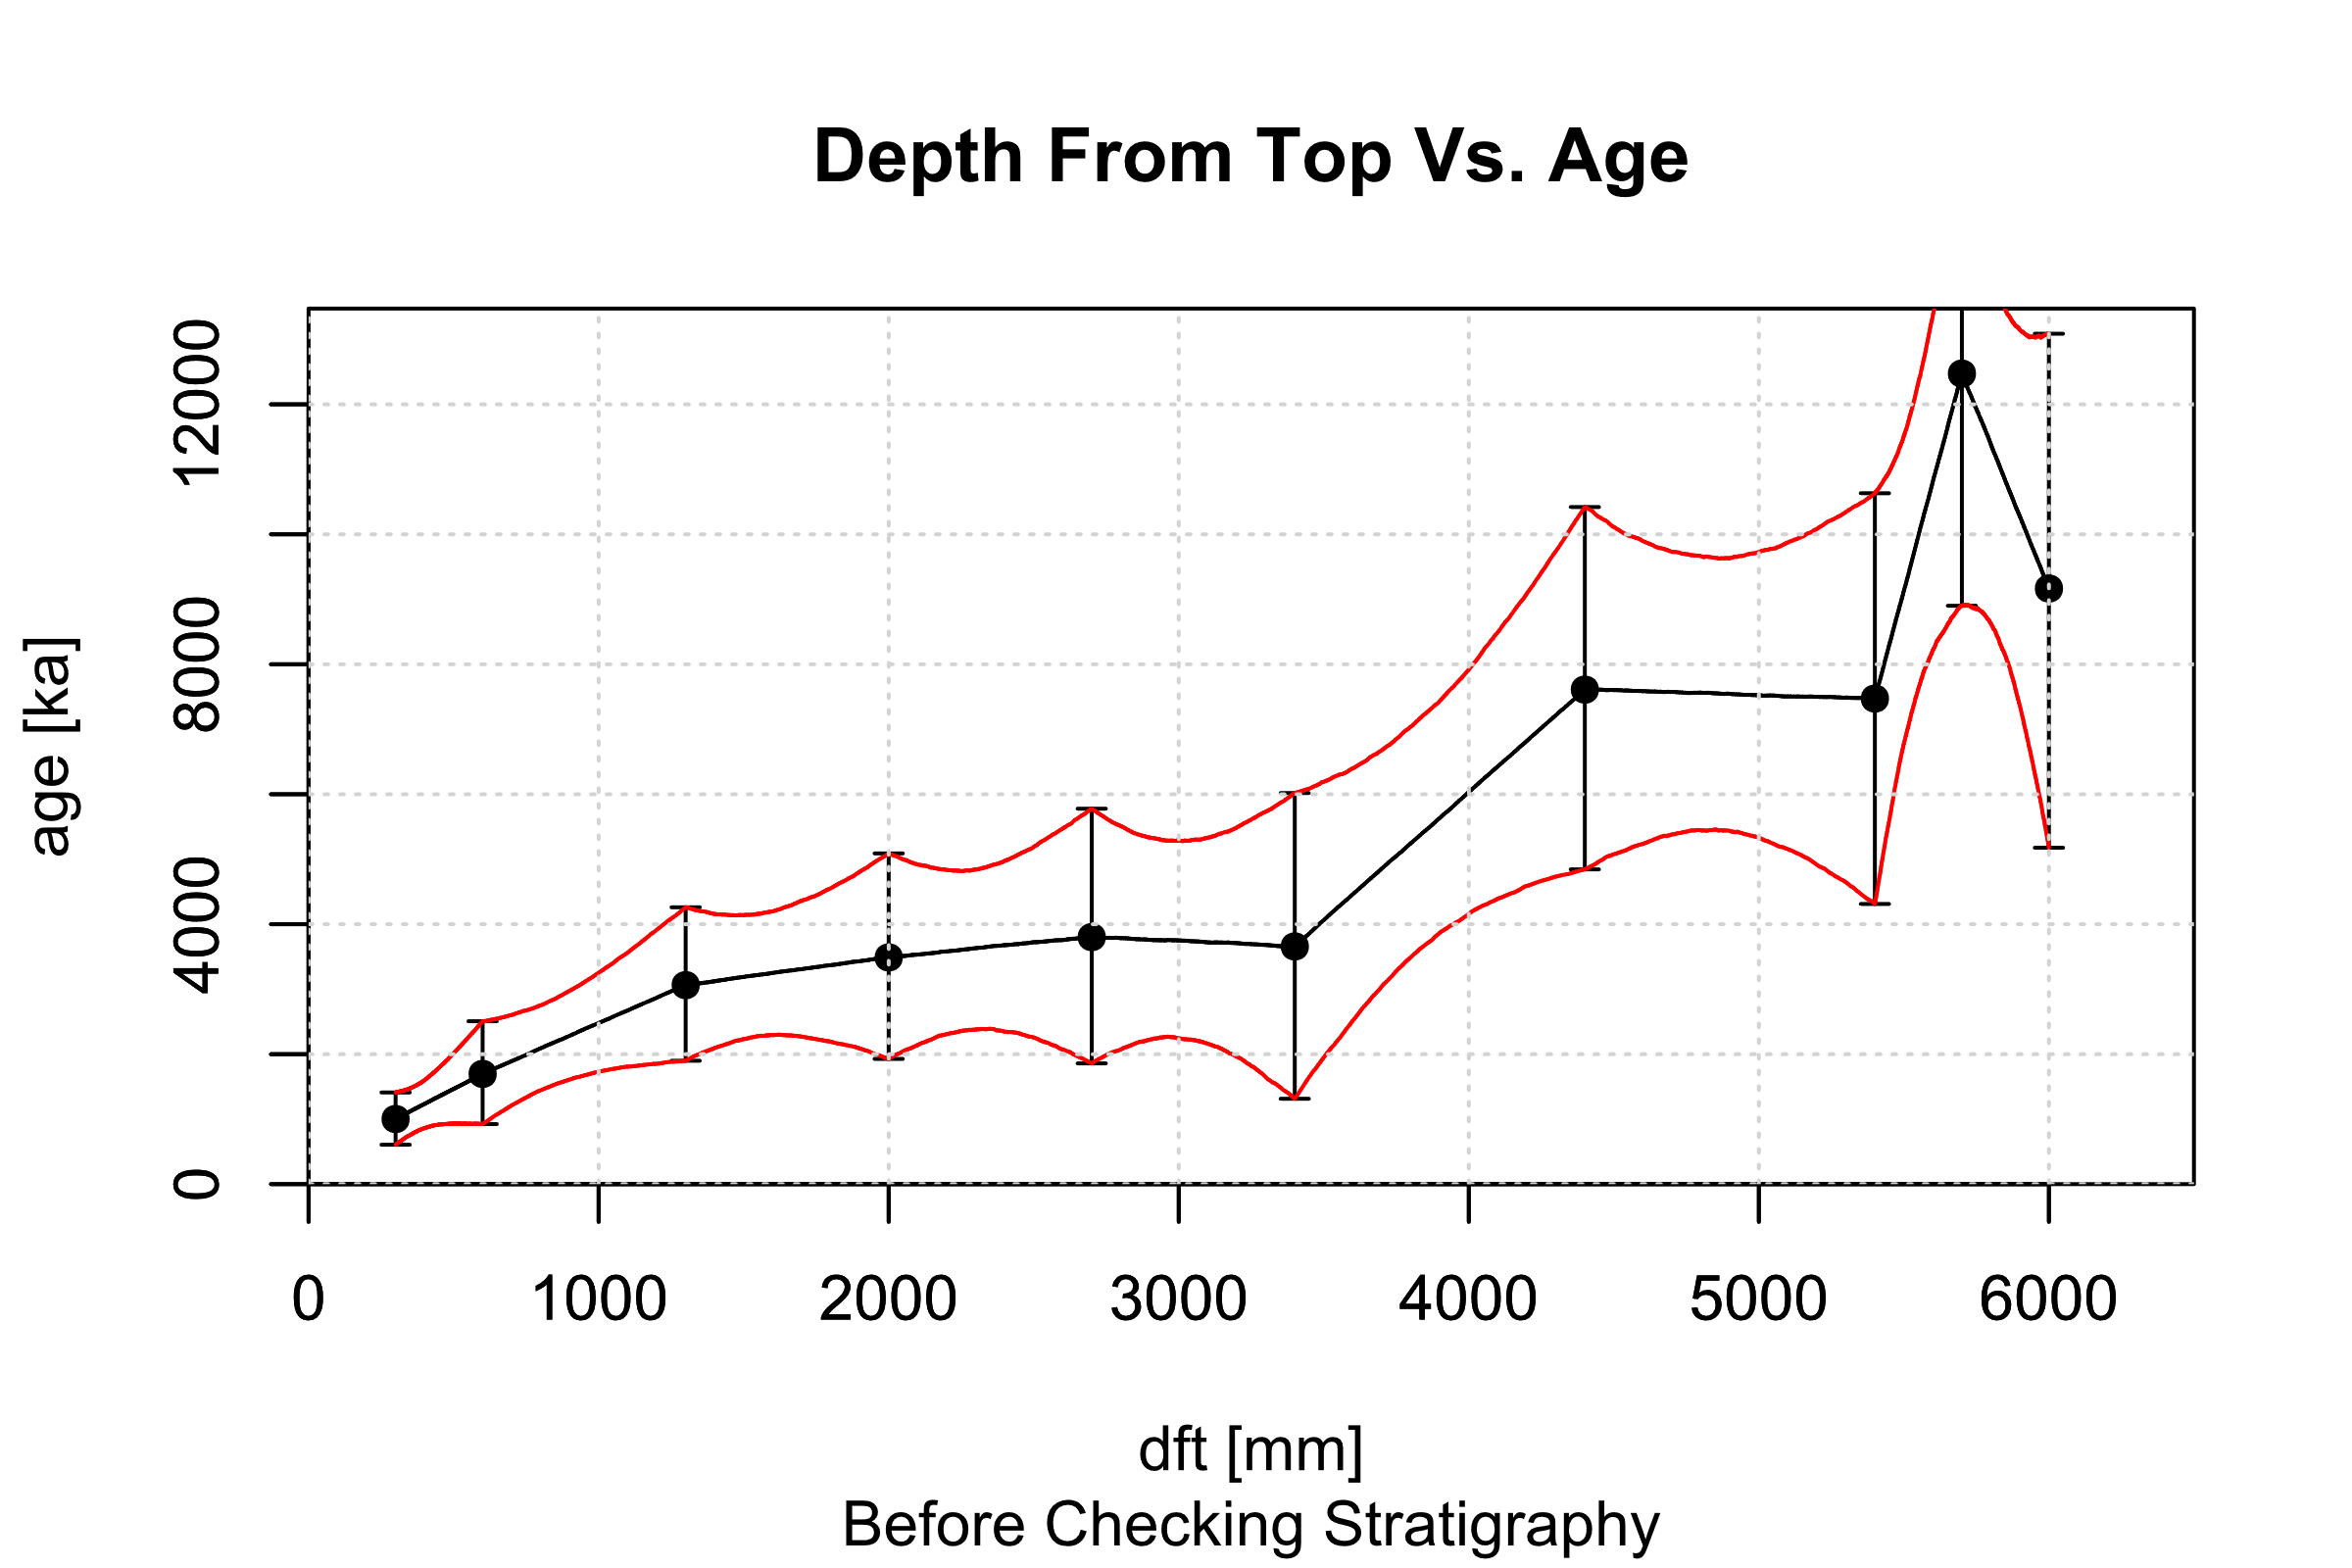 Depth From Top Vs. Age
age [ka]
12000
8000
4000
0
0 1000 2000 3000 4000 5000 6000
dft [mm]
Before Checking Stratigraphy